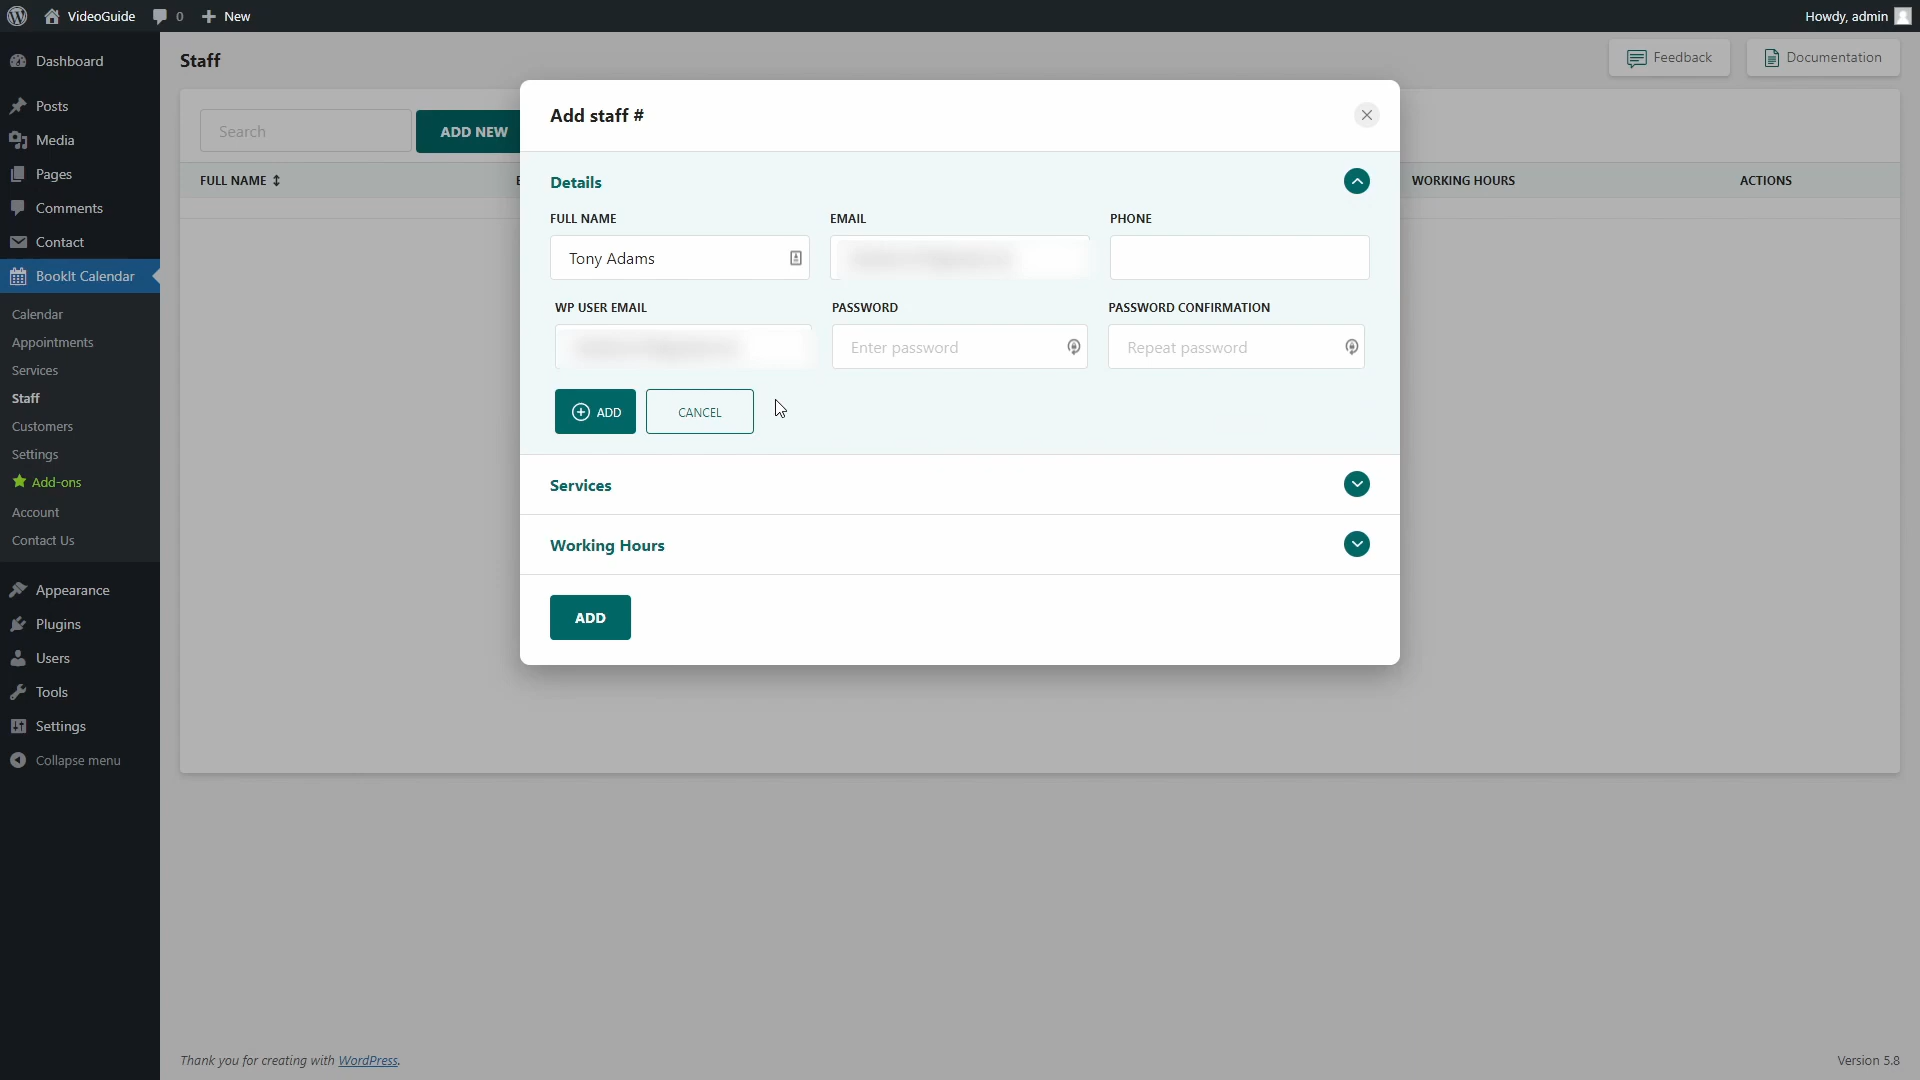 VideoGuide 0 New Howdy, admin
Dashboard
Posts
Media
Pages
Comments
Contact
BookIt Calendar
Calendar
Appointments
Services
Staff
Customers
Settings
Add-ons
Account
Contact Us
Appearance
Plugins
Users
Tools
Settings
Collapse menu
Staff
Feedback Documentation
Search ADD NEW
FULL NAME E WORKING HOURS ACTIONS
Add staff #
Details
FULL NAME EMAIL PHONE
Tony Adams
WP USER EMAIL PASSWORD PASSWORD CONFIRMATION
Enter password Repeat password
ADD CANCEL
Services
Working Hours
ADD
Thank you for creating with WordPress. Version 5.8